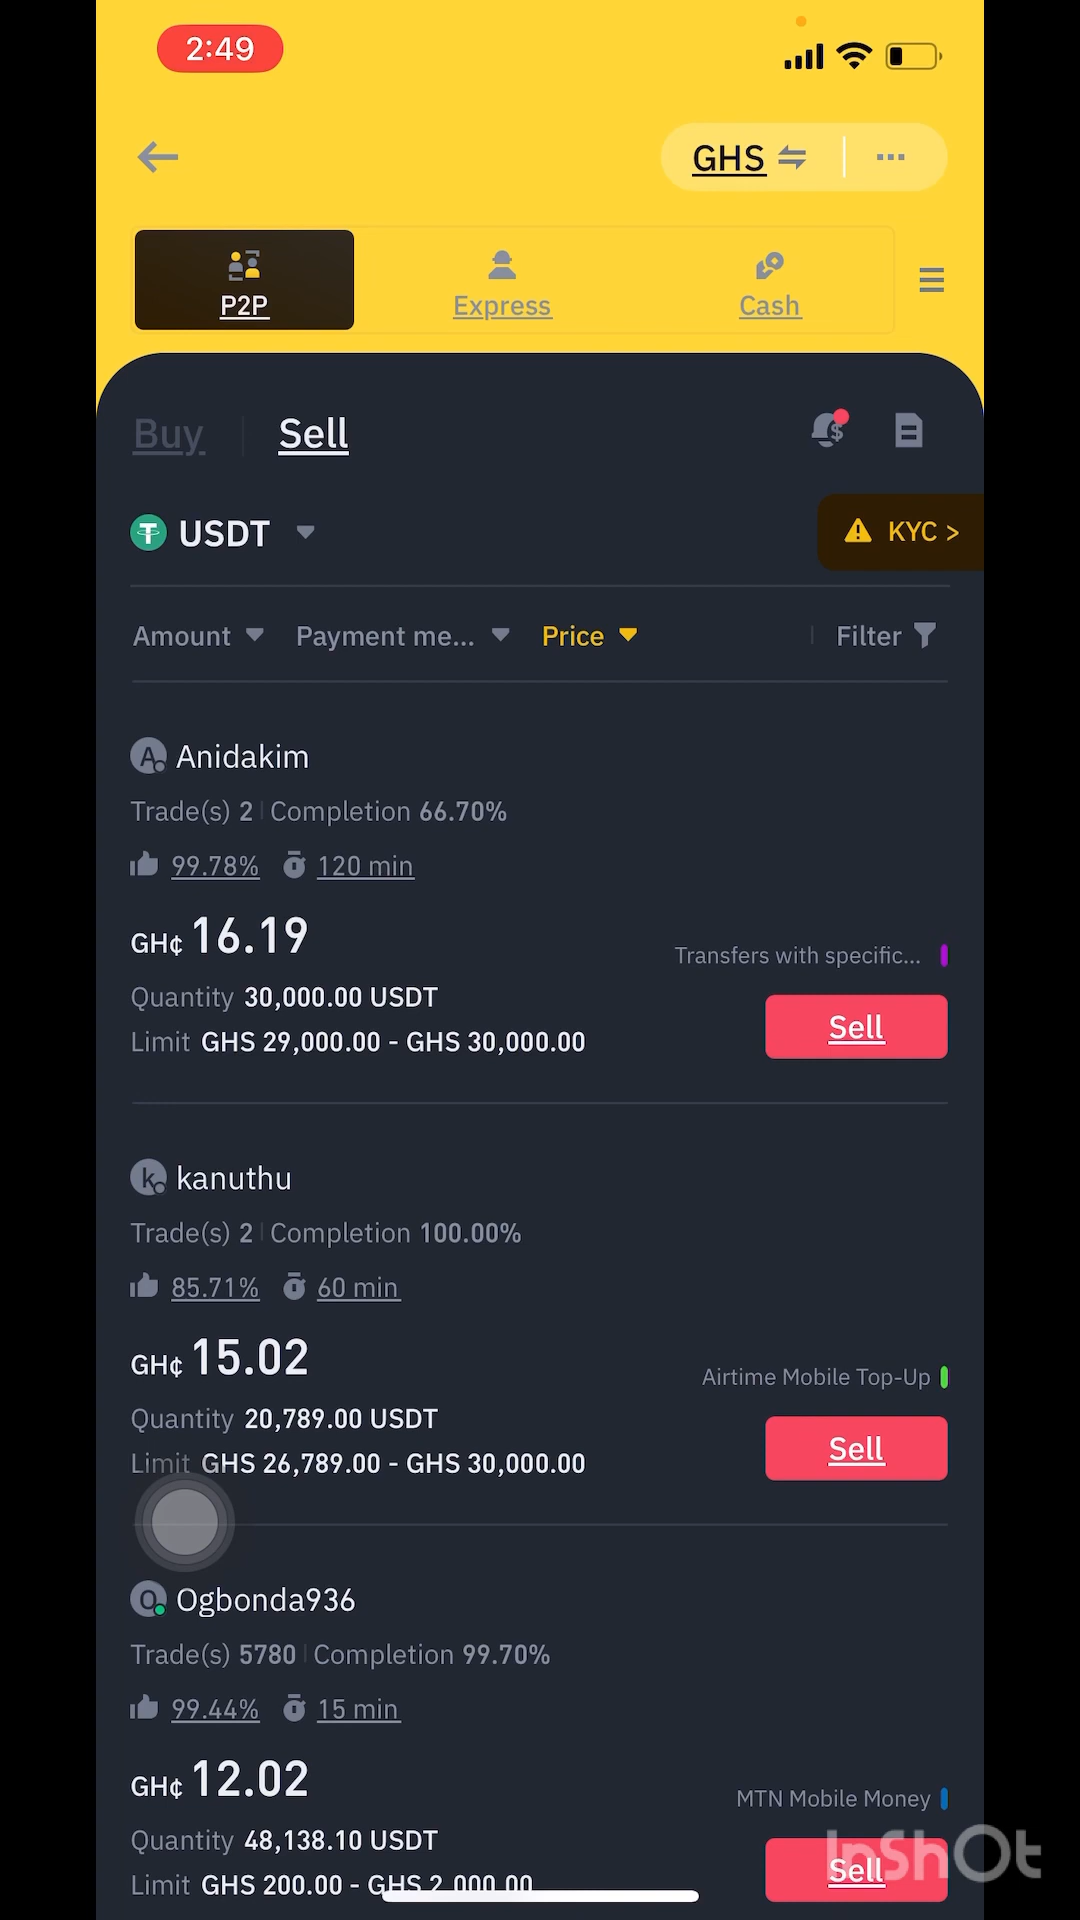 2:49
GHS
P2P
Express
Cash
Buy
Sell
USDT
KYC >
Amount
Payment me...
Price
Filter
A Anidakim
Trade(s) 2 Completion 66.70%
99.78% 120 min
GH¢ 16.19
Transfers with specific...
Quantity 30,000.00 USDT
Limit GHS 29,000.00 - GHS 30,000.00
Sell
k kanuthu
Trade(s) 2 Completion 100.00%
85.71% 60 min
GH¢ 15.02
Airtime Mobile Top-Up
Quantity 20,789.00 USDT
Limit GHS 26,789.00 - GHS 30,000.00
Sell
O Ogbonda936
Trade(s) 5780 Completion 99.70%
99.44% 15 min
GH¢ 12.02
MTN Mobile Money
Quantity 48,138.10 USDT
Limit GHS 200.00 - GHS 2,000.00
Sell
InShOt